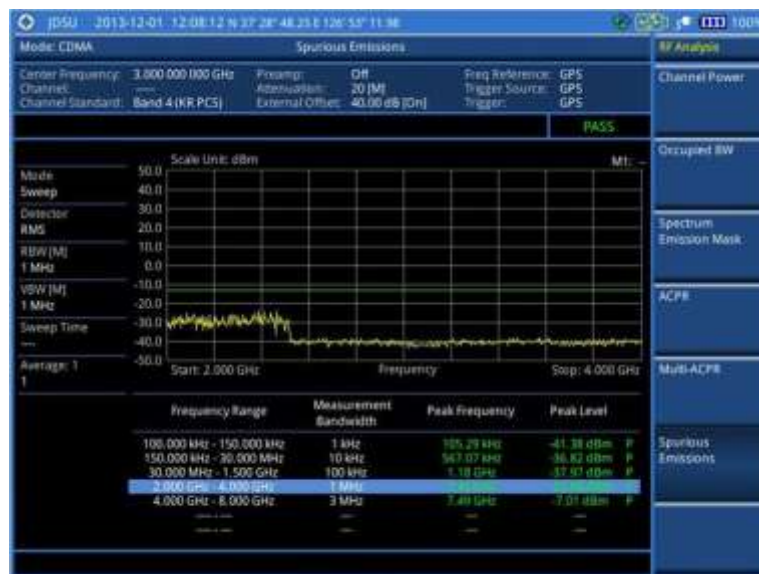 JDSU 2013-12-01 12:08:12 N 37° 28' 48.25 E 126° 53' 11.98 100%
Mode: CDMA Spurious Emissions RF Analysis
Center Frequency: 3.000 000 000 GHz Preamp: Off Freq Reference: GPS
Channel: ---- Attenuation: 20 [M] Trigger Source: GPS
Channel Standard: Band 4 (KR PCS) External Offset: 40.00 dB [On] Trigger: GPS
PASS
Channel Power
Occupied BW
Spectrum
Emission Mask
ACPR
Multi-ACPR
Spurious
Emissions
Mode
Sweep
Detector
RMS
RBW [M]
1 MHz
VBW [M]
1 MHz
Sweep Time
---
Average: 1
1
Scale Unit: dBm M1: --
50.0
40.0
30.0
20.0
10.0
0.0
-10.0
-20.0
-30.0
-40.0
-50.0
Start: 2.000 GHz Frequency Stop: 4.000 GHz
Frequency Range Measurement Bandwidth Peak Frequency Peak Level
100.000 kHz - 150.000 kHz 1 kHz 105.29 kHz -41.38 dBm P
150.000 kHz - 30.000 MHz 10 kHz 567.07 kHz -36.82 dBm P
30.000 MHz - 1.500 GHz 100 kHz 1.18 GHz -37.97 dBm P
2.000 GHz - 4.000 GHz 1 MHz
4.000 GHz - 8.000 GHz 3 MHz 7.49 GHz -7.01 dBm P